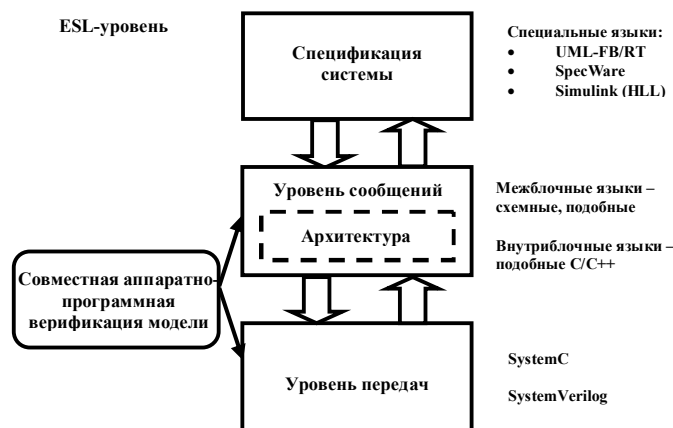 ESL-уровень
Спецификация
системы
Специальные языки:
• UML-FB/RT
• SpecWare
• Simulink (HLL)
Уровень сообщений
Архитектура
Межблочные языки –
схемные, подобные
Внутриблочные языки –
подобные C/C++
Совместная аппаратно-
программная
верификация модели
Уровень передач
SystemC
SystemVerilog